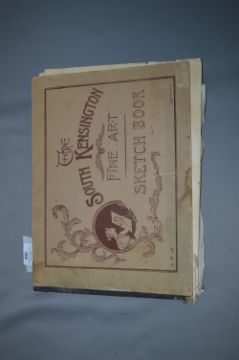 THE
SOUTH KENSINGTON
FINE ART
SKETCH BOOK